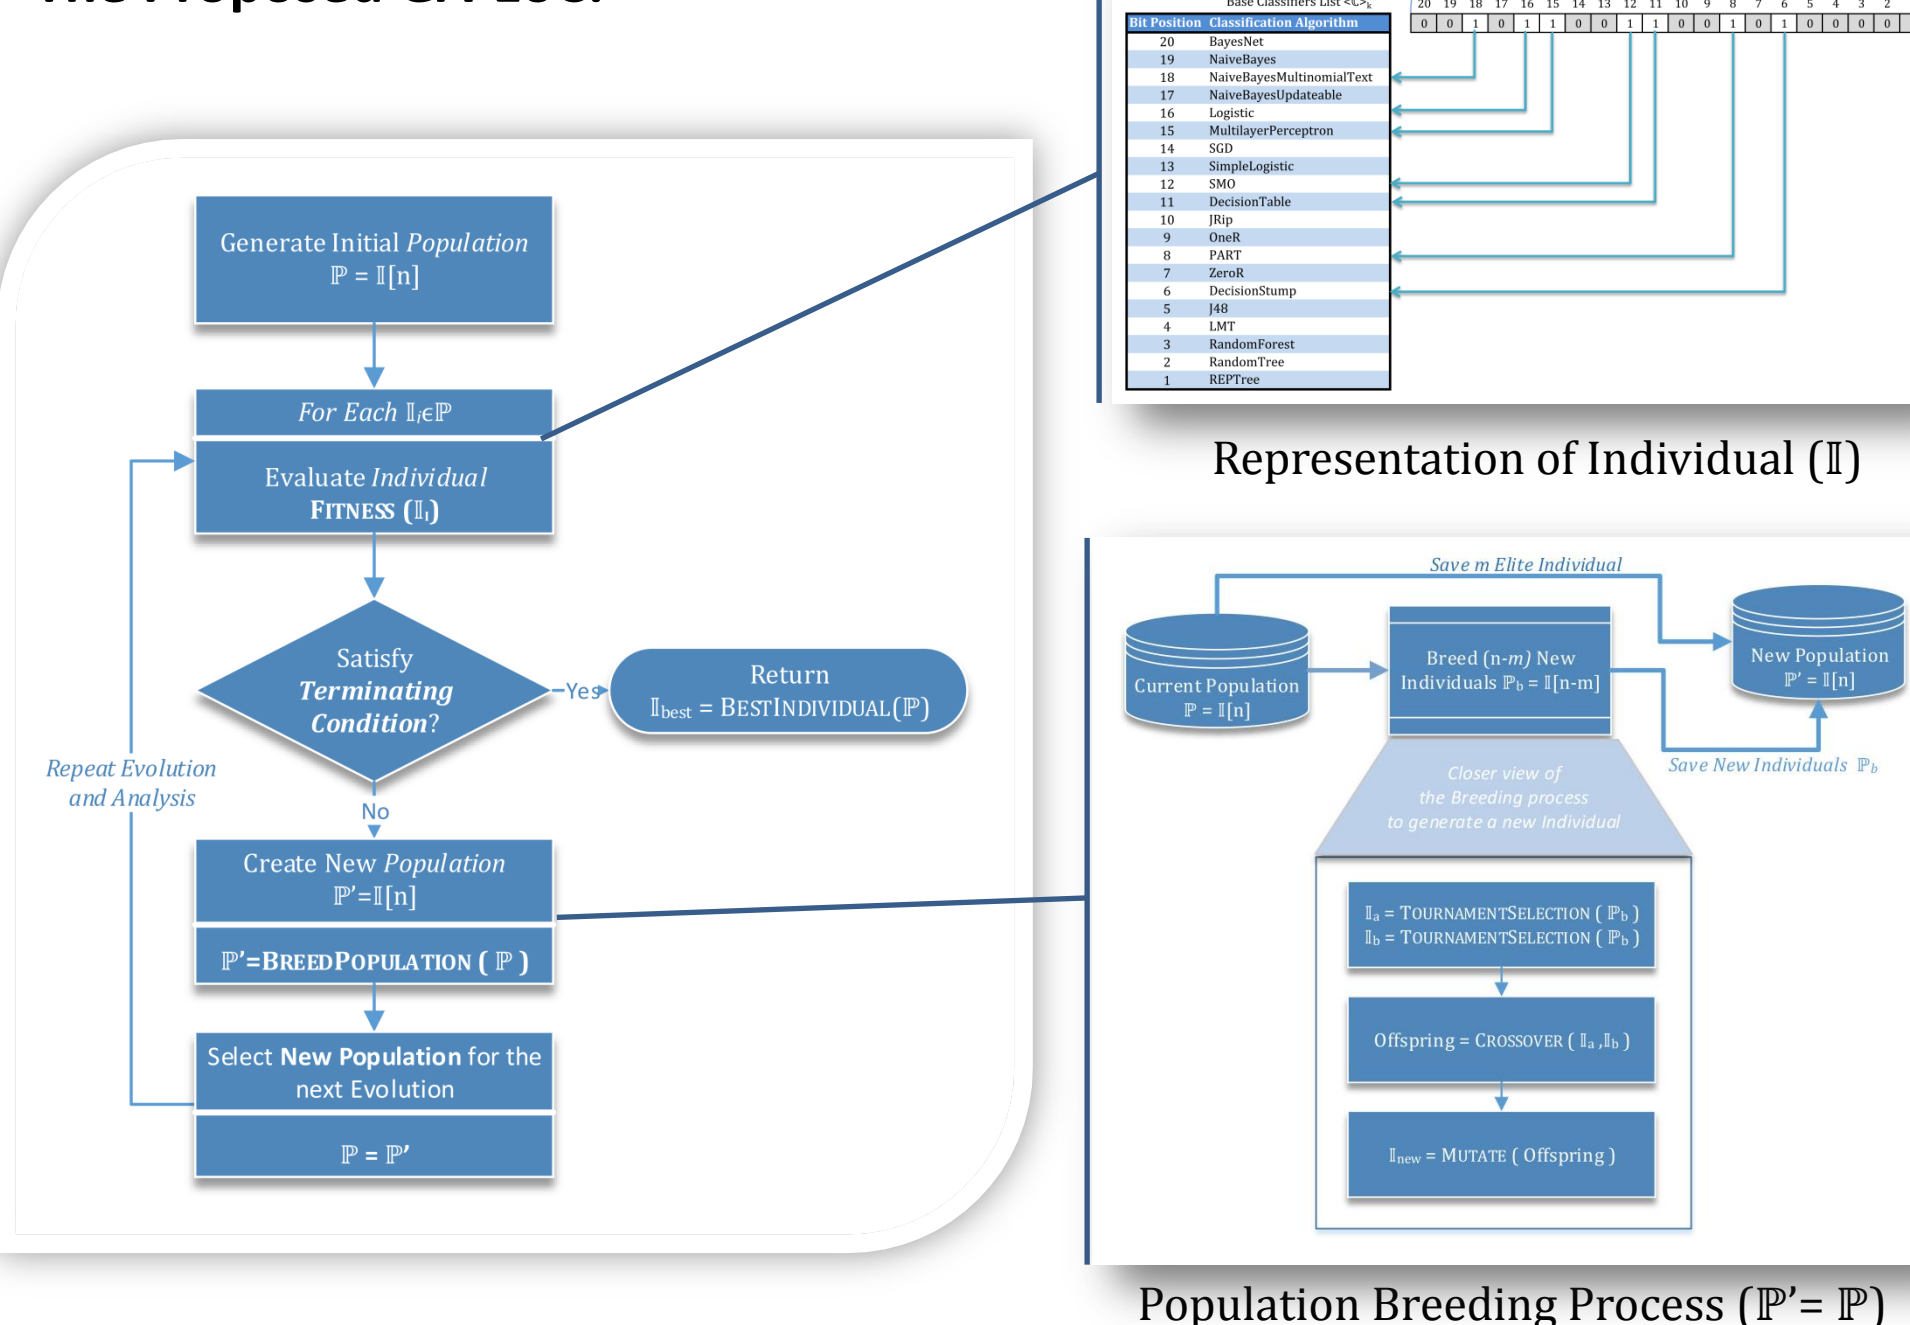 Generate Initial Population
ℙ = 𝕀[n]
For Each 𝕀iϵℙ
Evaluate Individual
FITNESS (𝕀I)
Satisfy
Terminating
Condition?
Yes
Return
𝕀best = BESTINDIVIDUAL(ℙ)
No
Repeat Evolution
and Analysis
Create New Population
ℙ’=𝕀[n]
ℙ’=BREEDPOPULATION ( ℙ )
Select New Population for the
next Evolution
ℙ = ℙ’
Base Classifiers List <ℂ>k
20 19 18 17 16 15 14 13 12 11 10 9 8 7 6 5 4 3 2
0 0 1 0 1 1 0 0 1 1 0 0 1 0 1 0 0 0 0
Bit Position Classification Algorithm
20 BayesNet
19 NaiveBayes
18 NaiveBayesMultinomialText
17 NaiveBayesUpdateable
16 Logistic
15 MultilayerPerceptron
14 SGD
13 SimpleLogistic
12 SMO
11 DecisionTable
10 JRip
9 OneR
8 PART
7 ZeroR
6 DecisionStump
5 J48
4 LMT
3 RandomForest
2 RandomTree
1 REPTree
Representation of Individual (𝕀)
Save m Elite Individual
Current Population
ℙ = 𝕀[n]
Breed (n-m) New
Individuals ℙb = 𝕀[n-m]
New Population
ℙ’ = 𝕀[n]
Save New Individuals ℙb
Closer view of
the Breeding process
to generate a new Individual
𝕀a = TOURNAMENTSELECTION ( ℙb )
𝕀b = TOURNAMENTSELECTION ( ℙb )
Offspring = CROSSOVER ( 𝕀a ,𝕀b )
𝕀new = MUTATE ( Offspring )
Population Breeding Process (ℙ’= ℙ)